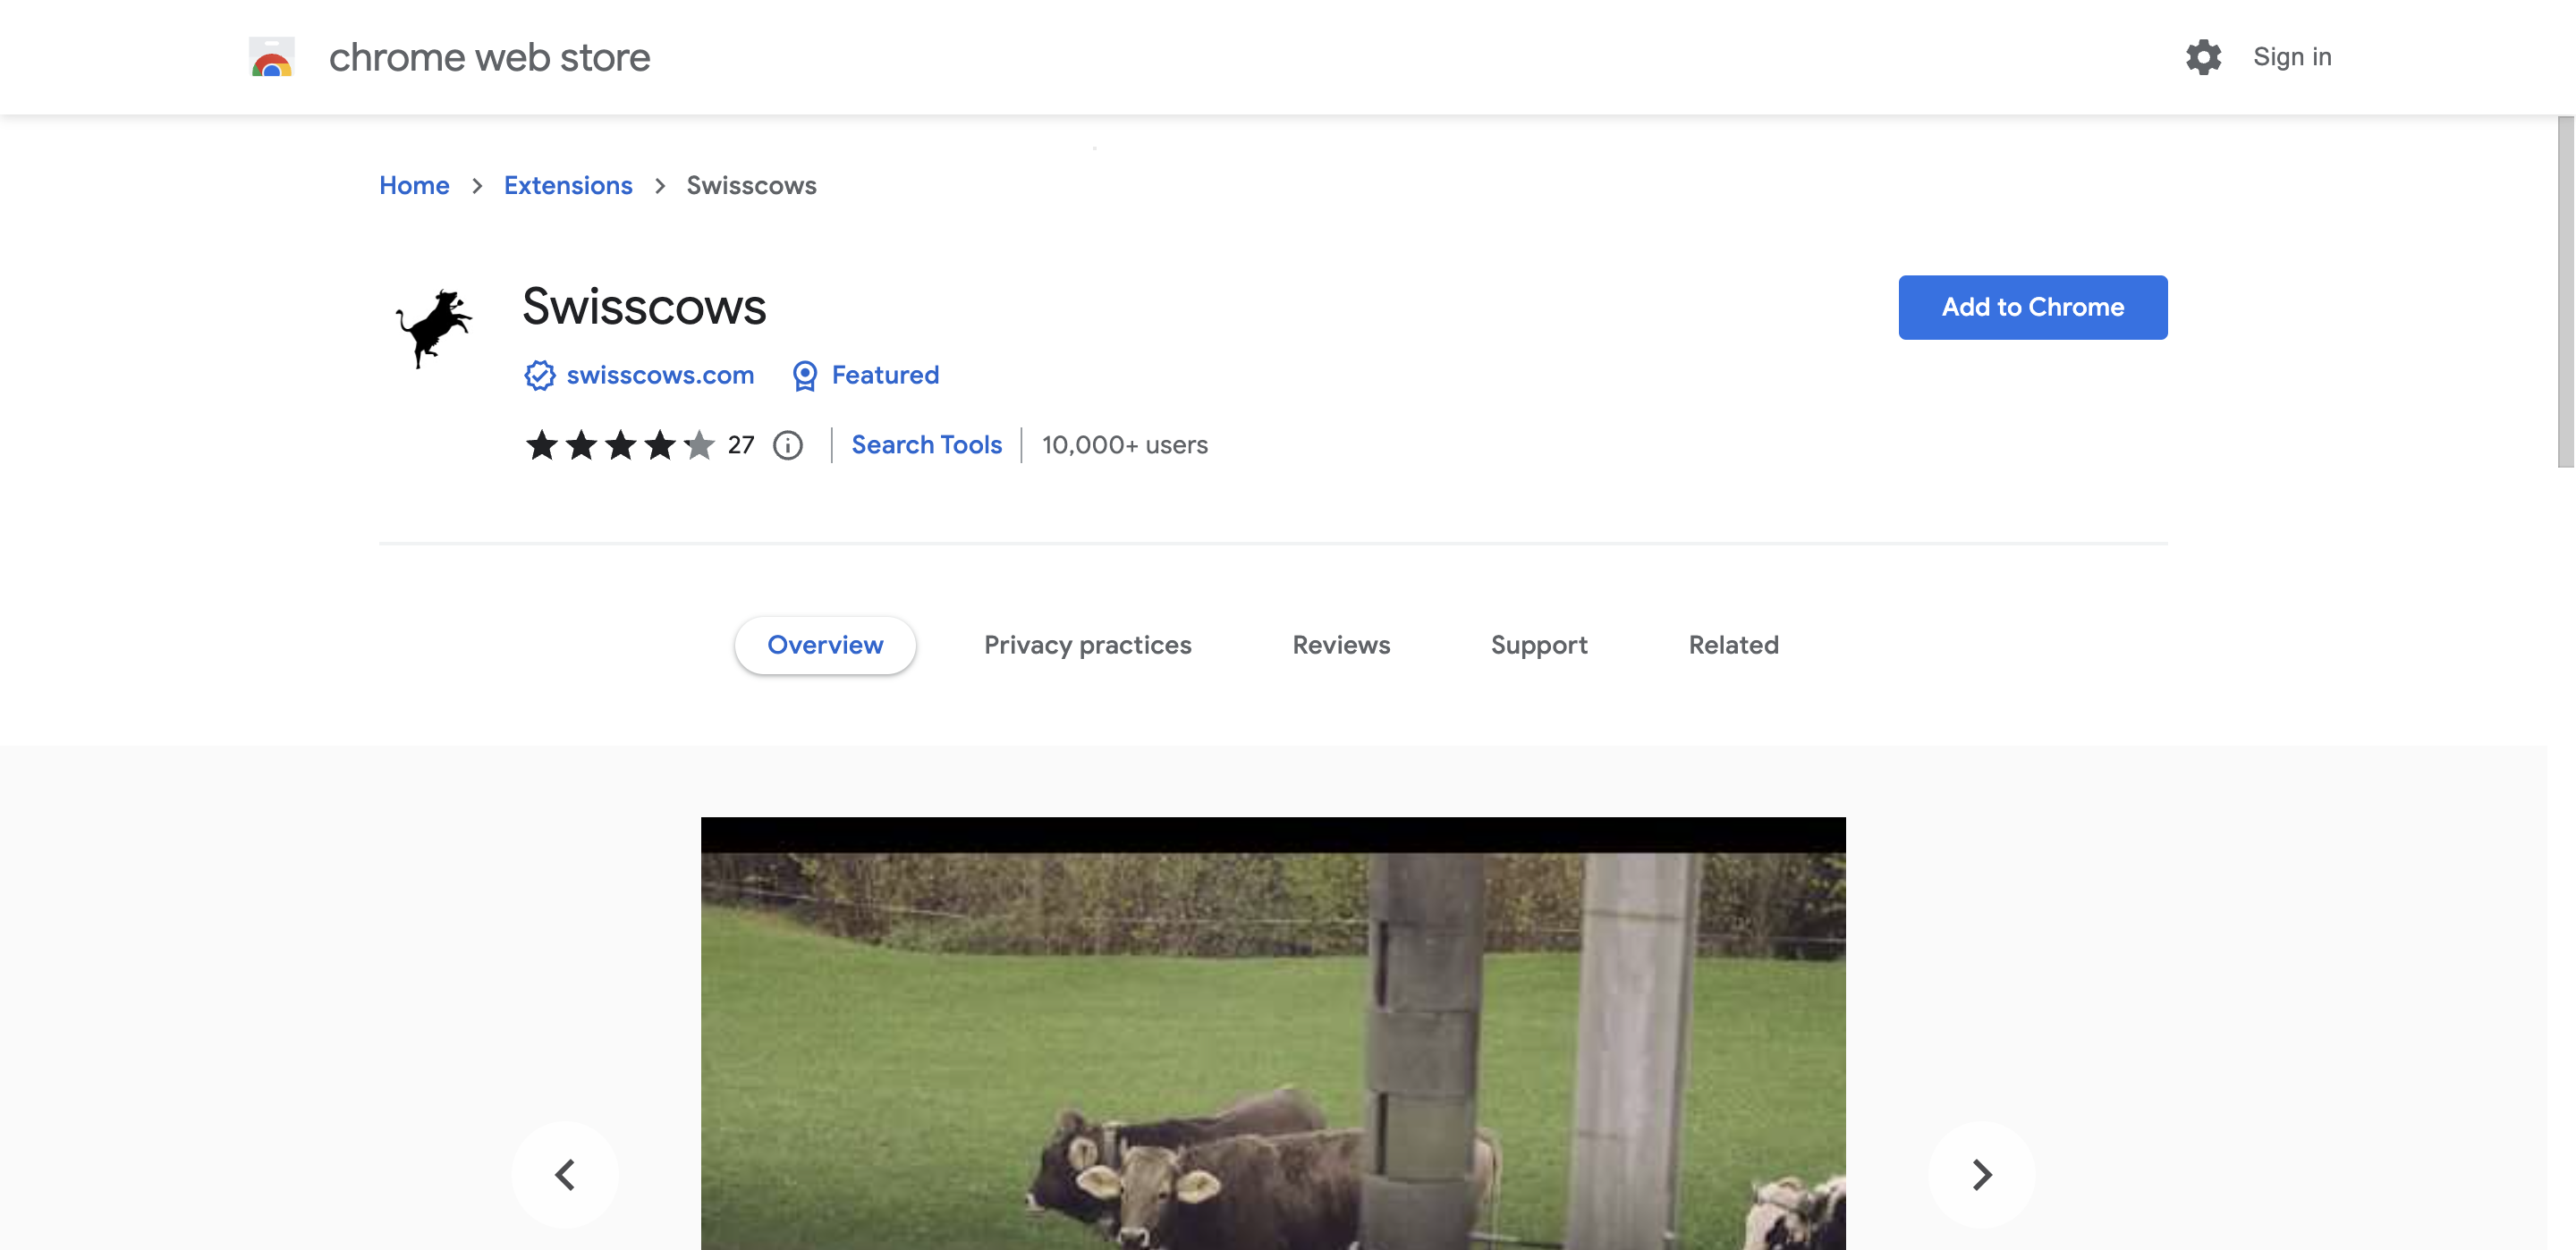 chrome web store
Sign in
Home > Extensions > Swisscows
Swisscows
Add to Chrome
swisscows.com Featured
27 Search Tools 10,000+ users
Overview Privacy practices Reviews Support Related